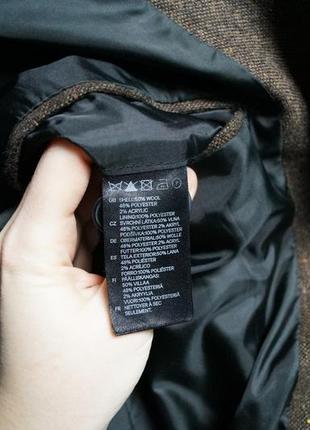 GB SHELL:50% WOOL
48% POLYESTER
2% ACRYLIC
LINING:100% POLYESTER
CZ SVRCHNÍ LÁTKA:50% VLNA
48% POLYESTER 2% AKRYL
PODŠÍVKA:100% POLYESTER
DE OBERMATERIAL:50% WOLLE
48% POLYESTER 2% ACRYL
FUTTER:100% POLYESTER
ES TELA EXTERIOR:50% LANA
48% POLIÉSTER
2% ACRÍLICO
FORRO:100% POLIÉSTER
FI PÄÄLLISKANGAS:
50% VILLAA
48% POLYESTERIÄ
2% AKRYYLIA
VUORI:100% POLYESTERIÄ
FR NETTOYER À SEC
SEULEMENT.